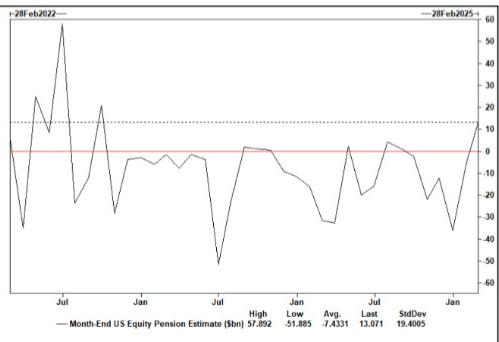 28Feb2022
28Feb2025
60
50
40
30
20
10
0
-10
-20
-30
-40
-50
-60
Jul Jan Jul Jan Jul Jan
High Low Avg. Last StdDev
Month-End US Equity Pension Estimate ($bn) 57.892 -51.885 -7.4331 13.071 19.4005